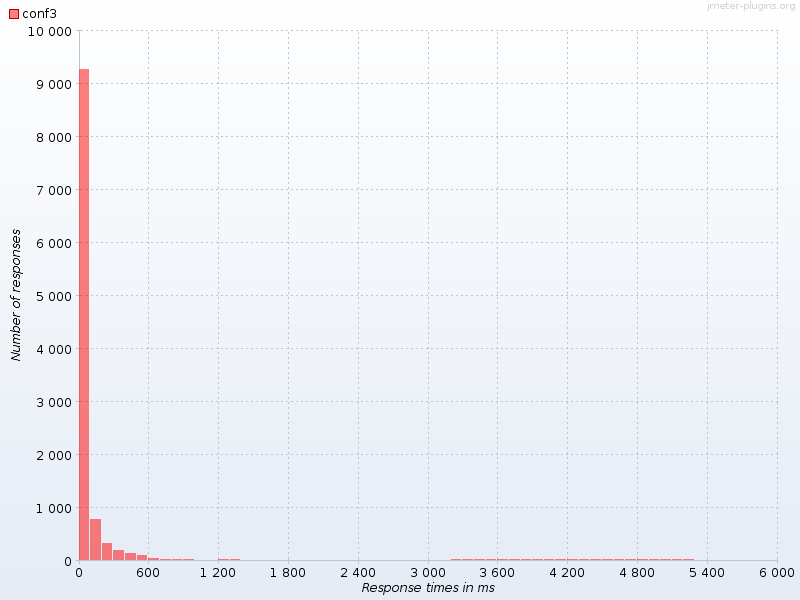 conf3
jmeter-plugins.org
10 000
9 000
8 000
7 000
6 000
5 000
4 000
3 000
2 000
1 000
0
Number of responses
0 600 1 200 1 800 2 400 3 000 3 600 4 200 4 800 5 400 6 000
Response times in ms